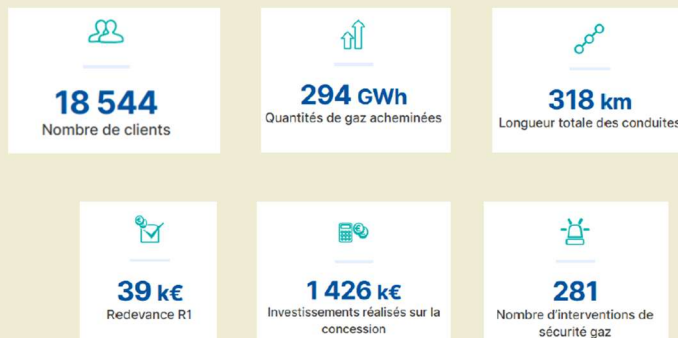 18 544
Nombre de clients
294 GWh
Quantités de gaz acheminées
318 km
Longueur totale des conduites
39 k€
Redevance R1
1 426 k€
Investissements réalisés sur la
concession
281
Nombre d'interventions de
sécurité gaz